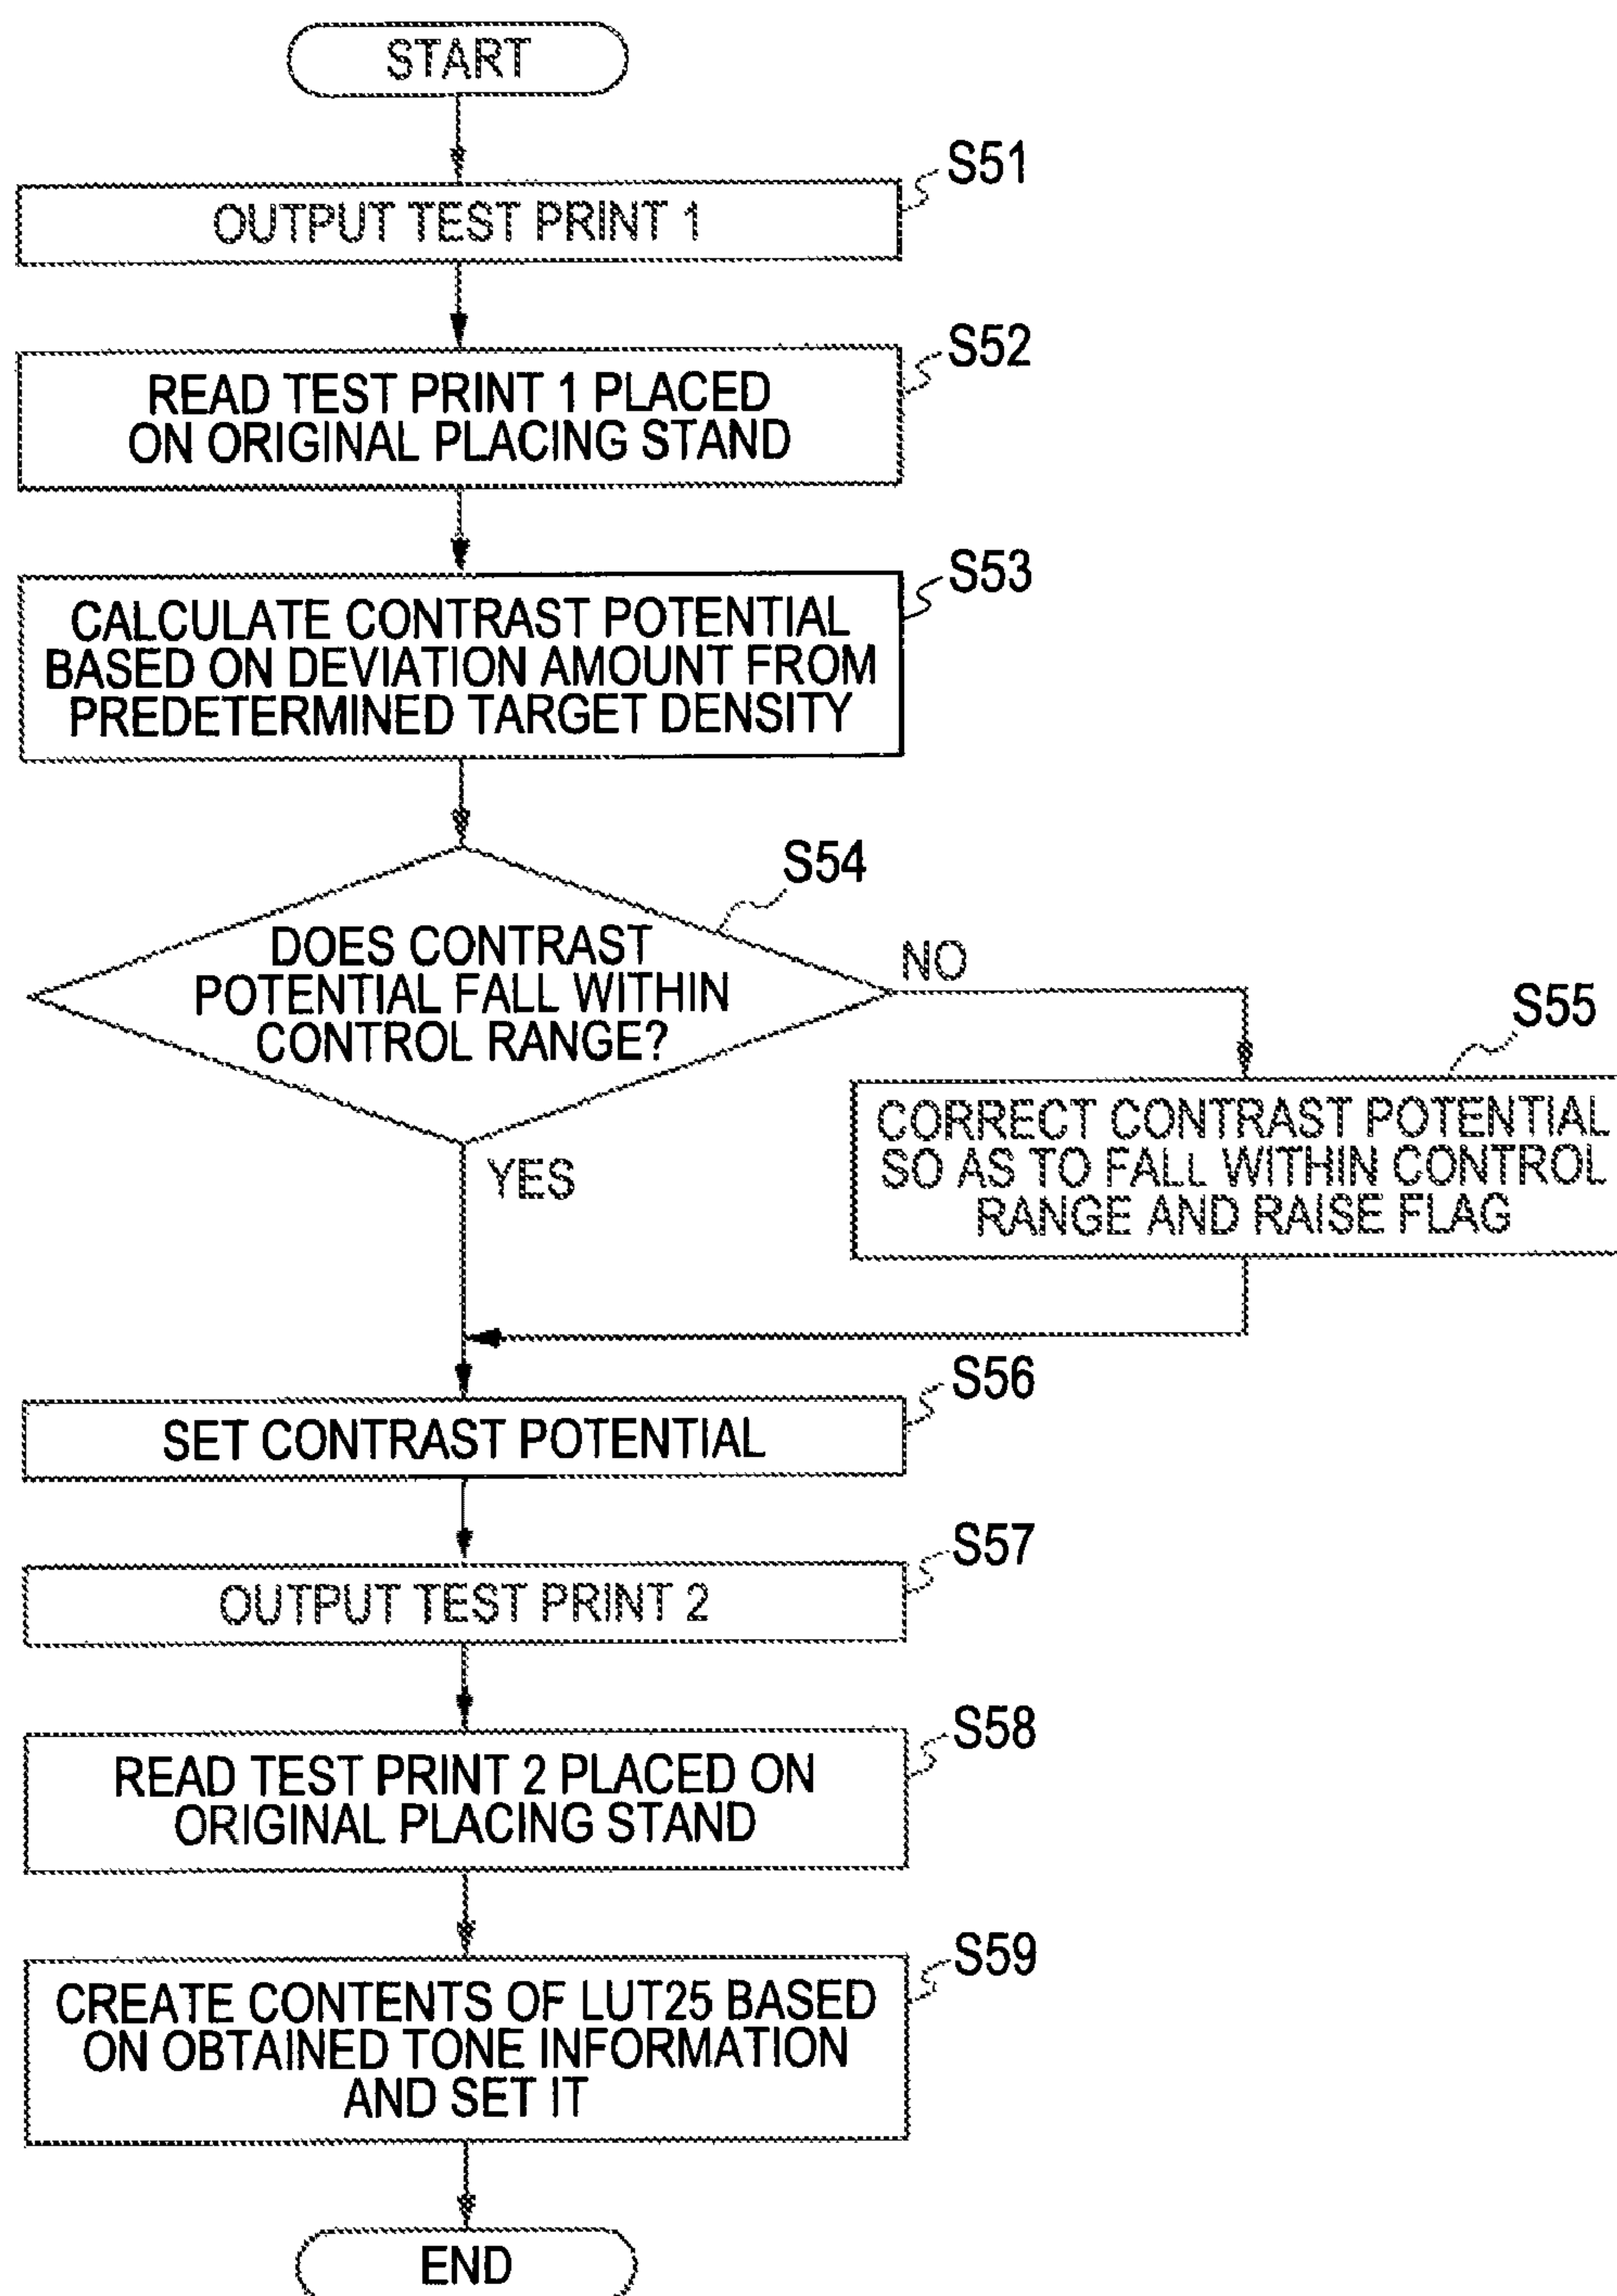 START
S51
OUTPUT TEST PRINT 1
S52
READ TEST PRINT 1 PLACED
ON ORIGINAL PLACING STAND
S53
CALCULATE CONTRAST POTENTIAL
BASED ON DEVIATION AMOUNT FROM
PREDETERMINED TARGET DENSITY
S54
DOES CONTRAST
POTENTIAL FALL WITHIN
CONTROL RANGE?
NO
S55
CORRECT CONTRAST POTENTIAL
SO AS TO FALL WITHIN CONTROL
RANGE AND RAISE FLAG
YES
S56
SET CONTRAST POTENTIAL
S57
OUTPUT TEST PRINT 2
S58
READ TEST PRINT 2 PLACED ON
ORIGINAL PLACING STAND
S59
CREATE CONTENTS OF LUT25 BASED
ON OBTAINED TONE INFORMATION
AND SET IT
END